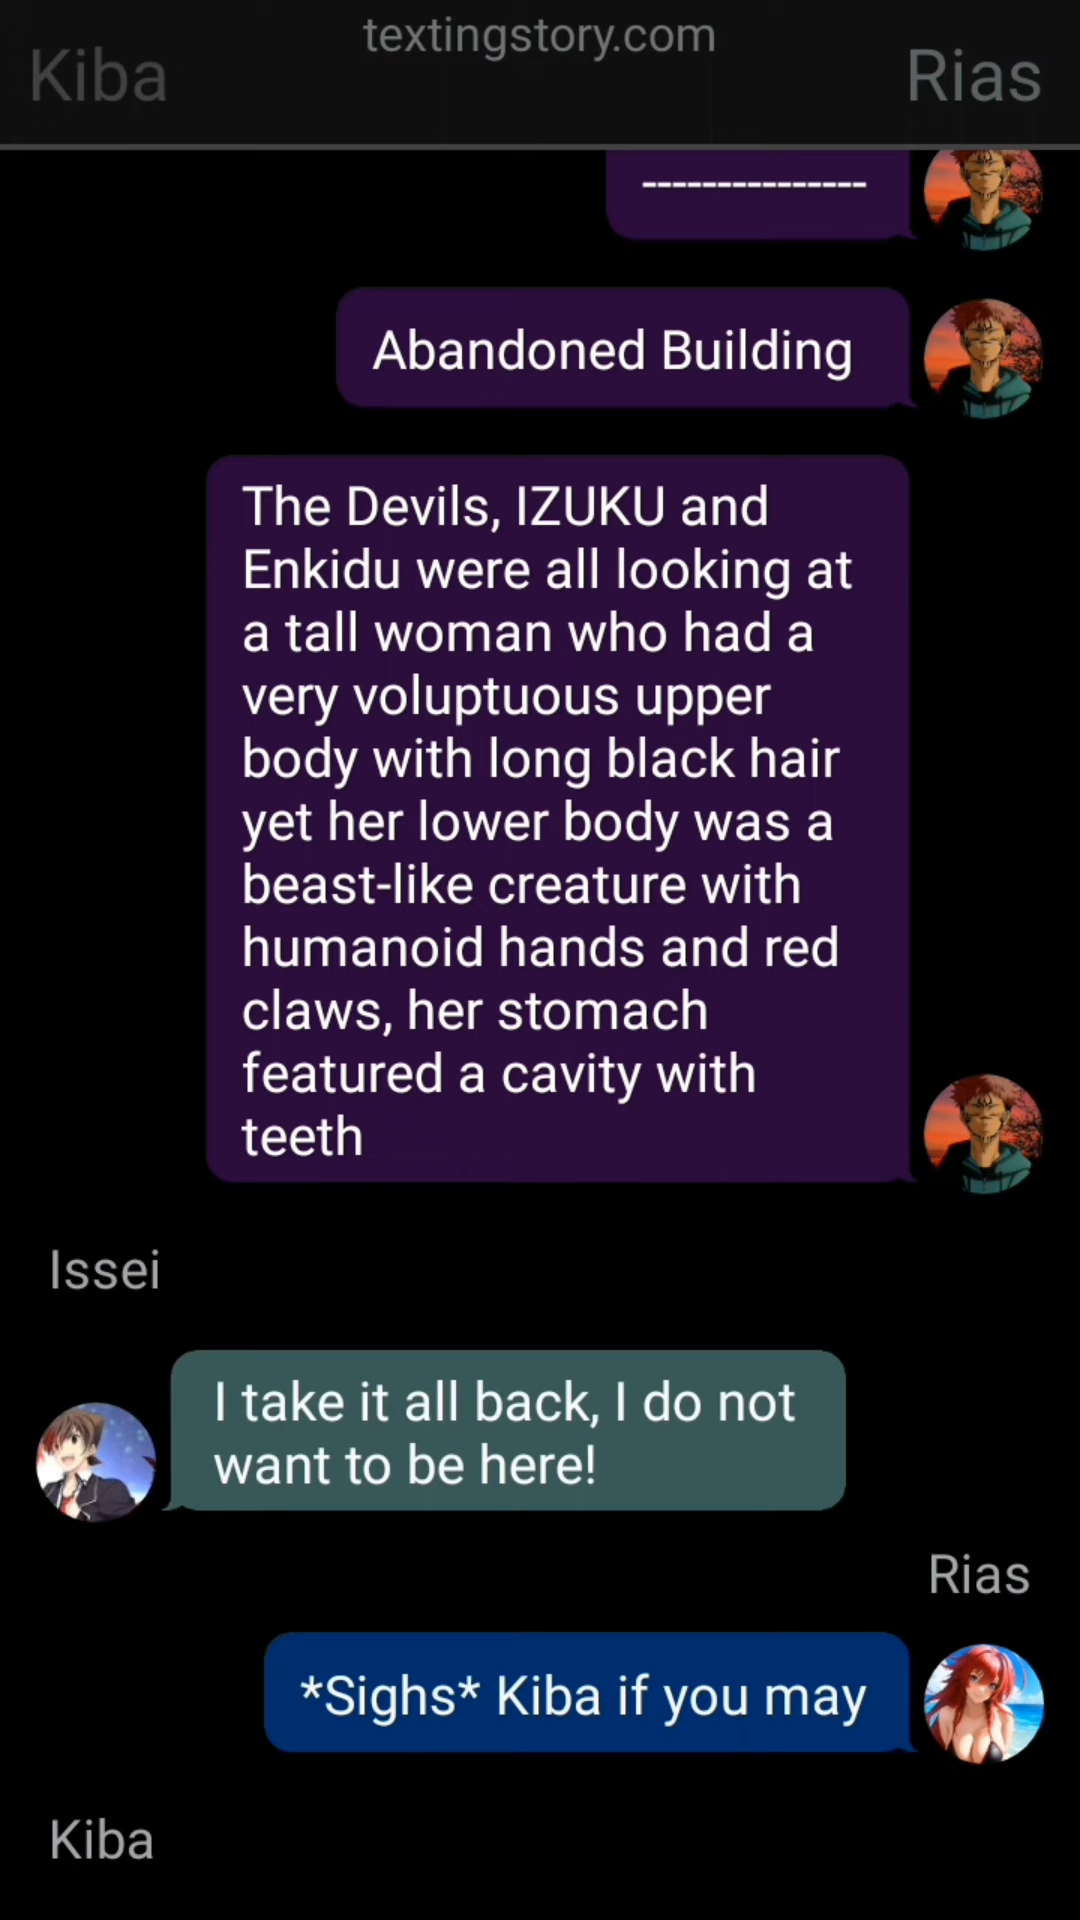 textingstory.com
Kiba
Rias
---------------
Abandoned Building
The Devils, IZUKU and
Enkidu were all looking at
a tall woman who had a
very voluptuous upper
body with long black hair
yet her lower body was a
beast-like creature with
humanoid hands and red
claws, her stomach
featured a cavity with
teeth
Issei
I take it all back, I do not
want to be here!
Rias
*Sighs* Kiba if you may
Kiba